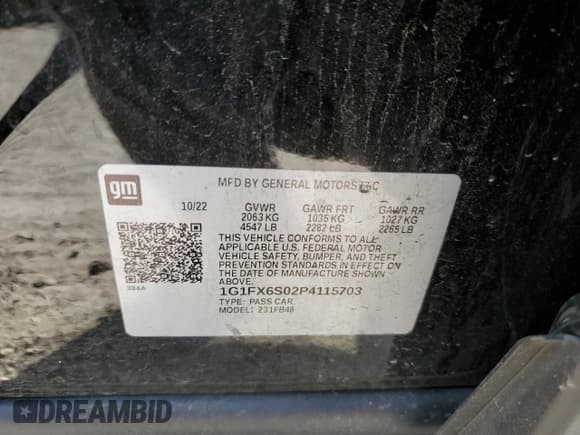 gm
MFD BY GENERAL MOTORS LLC
10/22 GVWR GAWR FRT GAWR RR
2063 KG 1035 KG 1027 KG
4547 LB 2282 LB 2265 LB
THIS VEHICLE CONFORMS TO ALL
APPLICABLE U.S. FEDERAL MOTOR
VEHICLE SAFETY, BUMPER, AND THEFT
PREVENTION STANDARDS IN EFFECT ON
THE DATE OF MANUFACTURE SHOWN
ABOVE.
1G1FX6S02P4115703
TYPE: PASS CAR
MODEL: 231FB48
DREAMBID